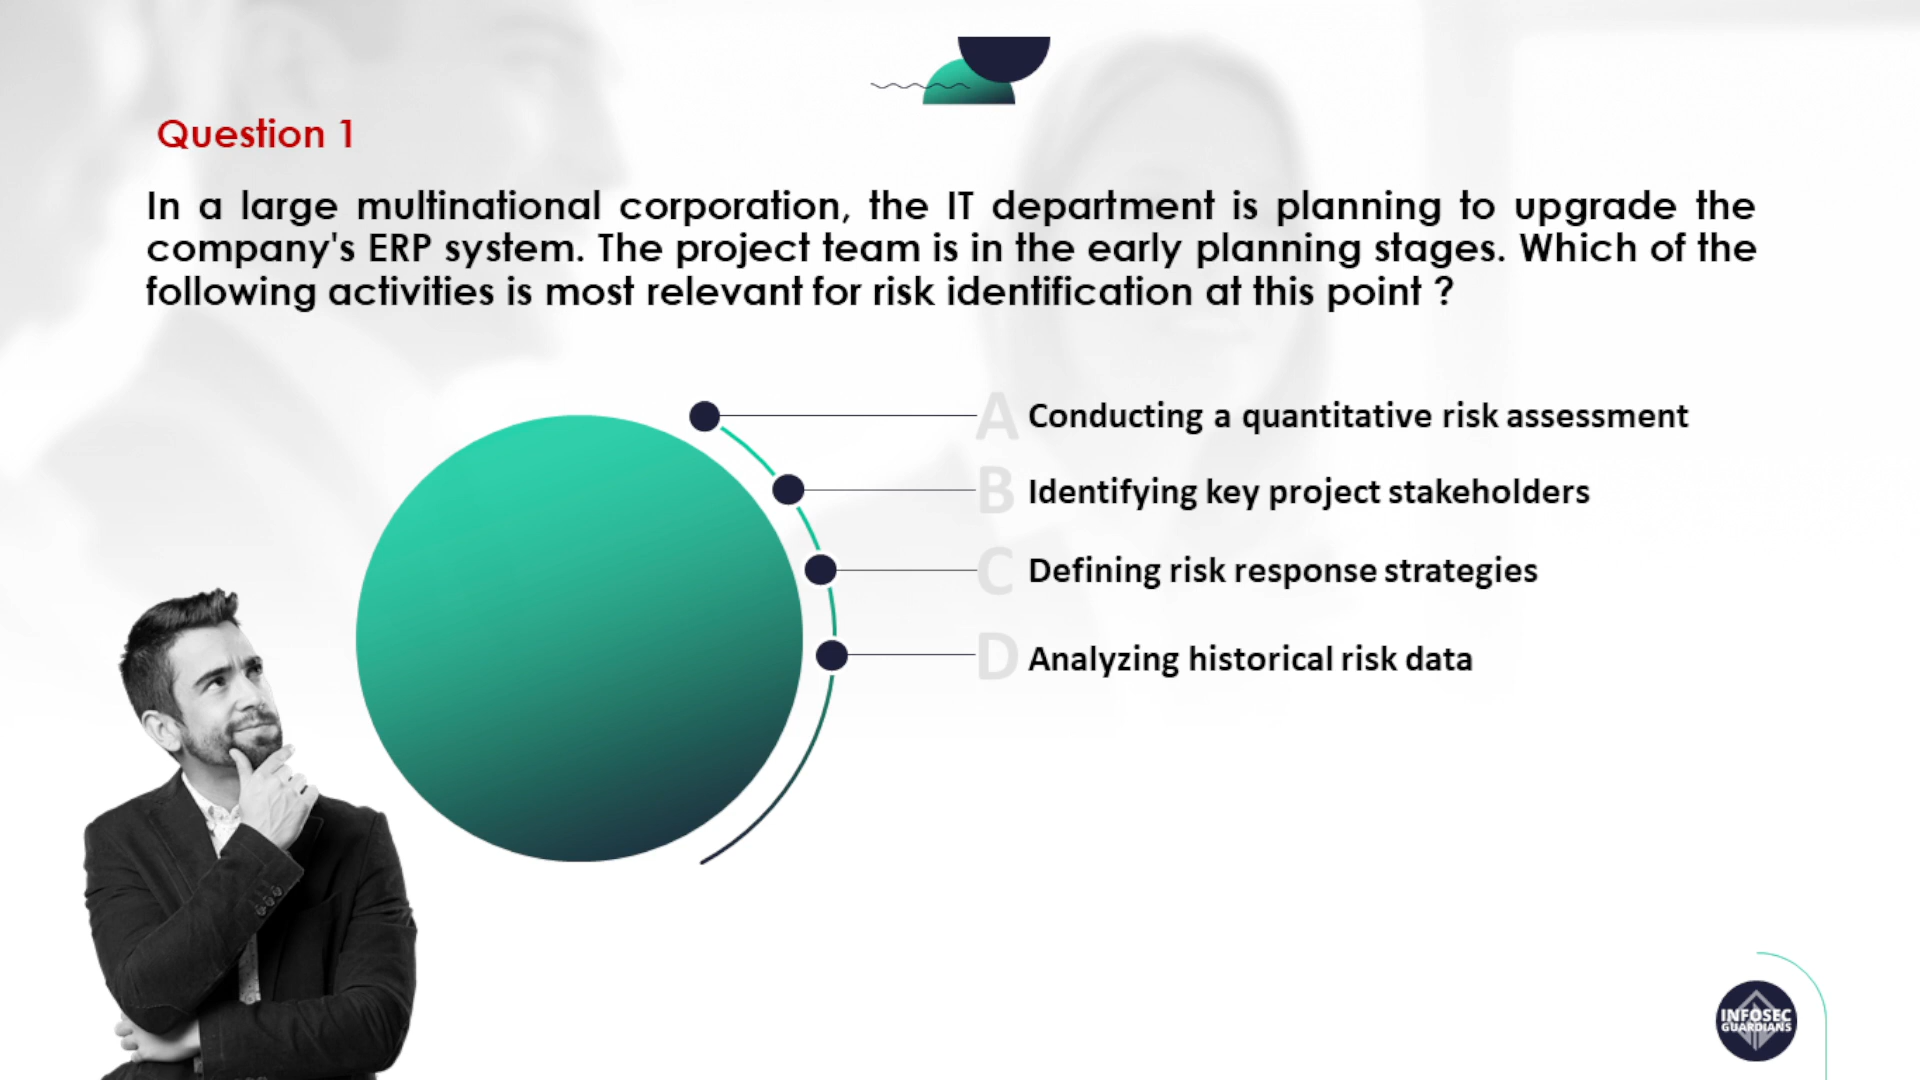 Question 1
In a large multinational corporation, the IT department is planning to upgrade the
company's ERP system. The project team is in the early planning stages. Which of the
following activities is most relevant for risk identification at this point ?
A Conducting a quantitative risk assessment
B Identifying key project stakeholders
C Defining risk response strategies
D Analyzing historical risk data
INFOSEC
GUARDIANS